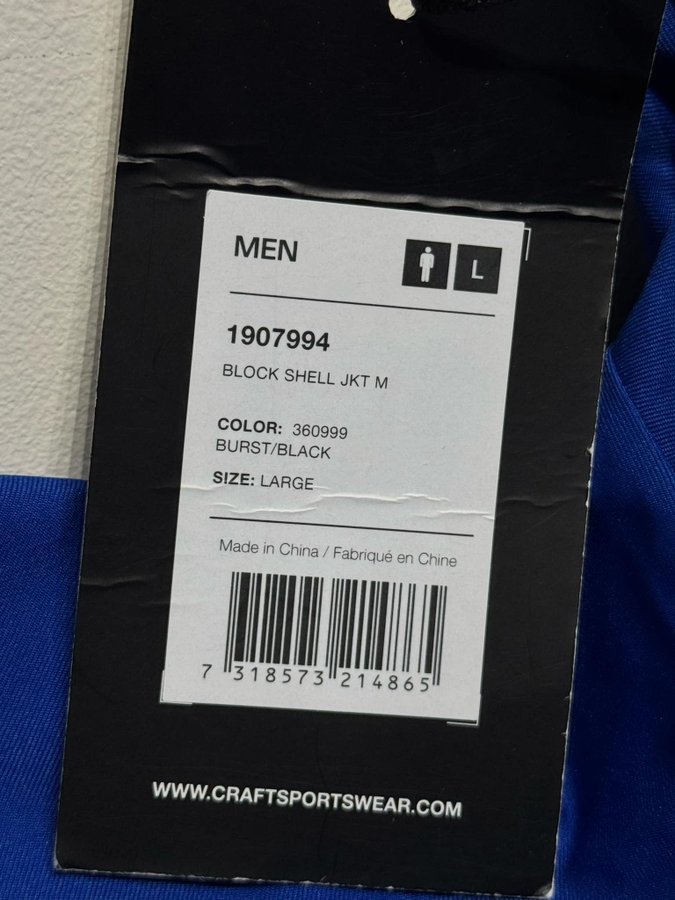 MEN
L
1907994
BLOCK SHELL JKT M
COLOR: 360999
BURST/BLACK
SIZE: LARGE
Made in China / Fabriqué en Chine
7 318573 214865
WWW.CRAFTSPORTSWEAR.COM